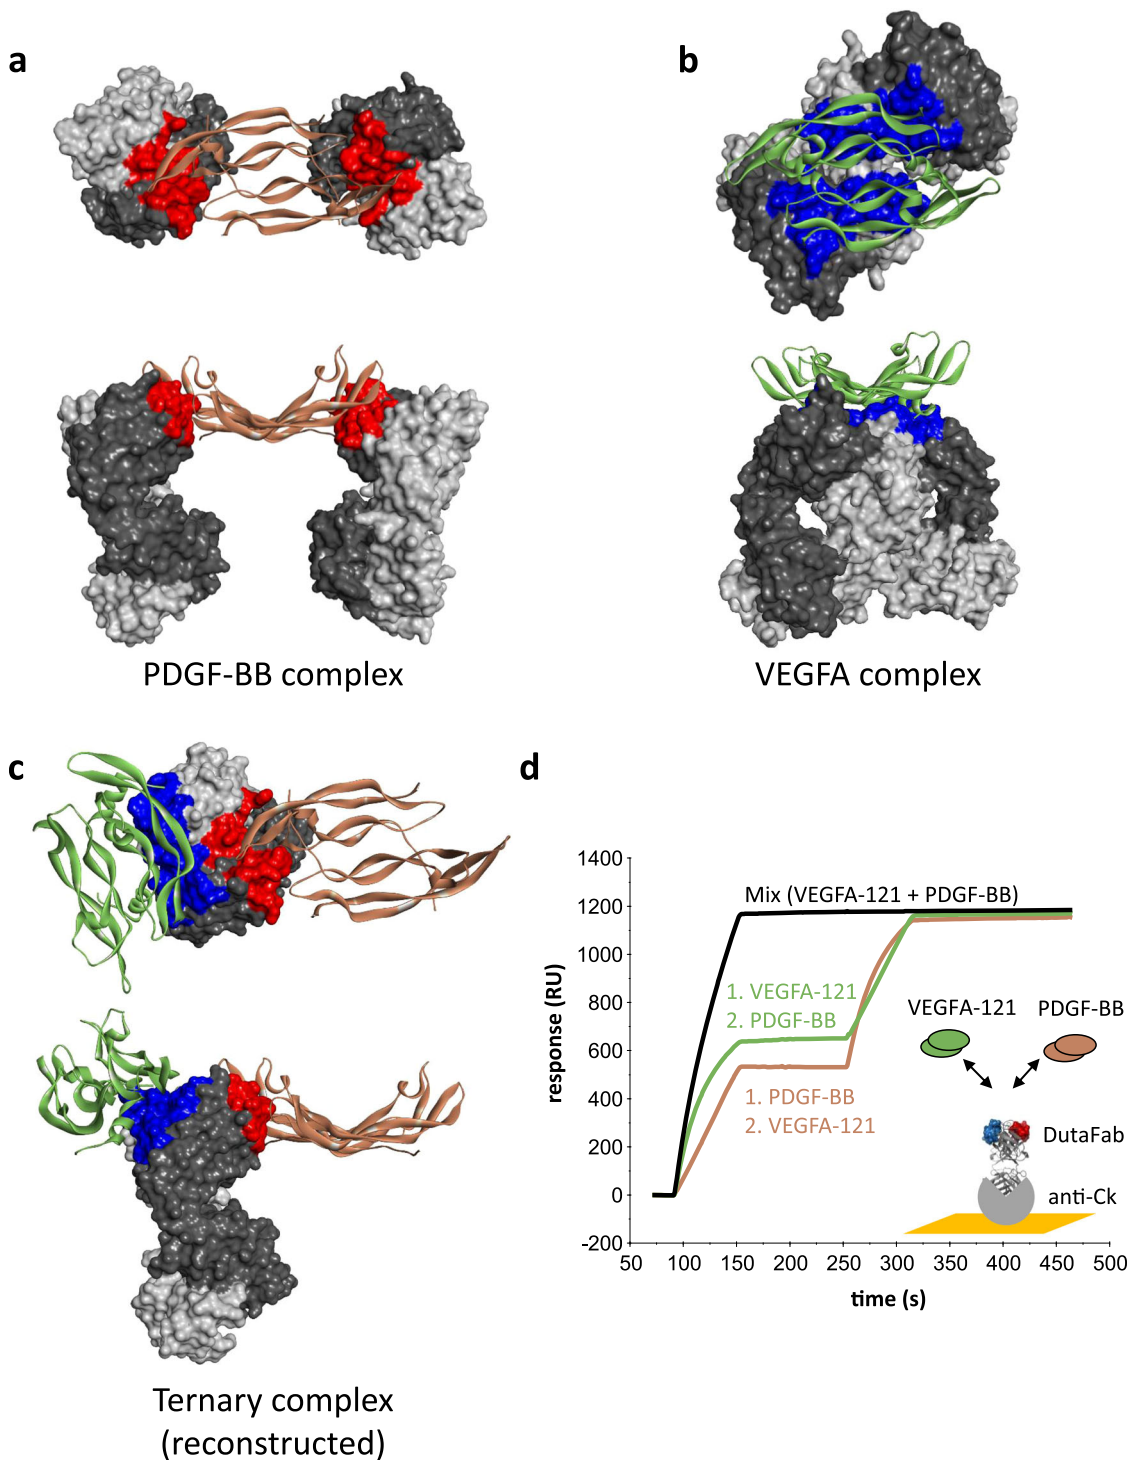 a
b
PDGF-BB complex
VEGFA complex
c
d
Ternary complex
(reconstructed)
response (RU)
1400
1200
1000
800
600
400
200
0
-200
50
100
150
200
250
300
350
400
450
500
time (s)
Mix (VEGFA-121 + PDGF-BB)
1. VEGFA-121
2. PDGF-BB
1. PDGF-BB
2. VEGFA-121
VEGFA-121
PDGF-BB
DutaFab
anti-Ck